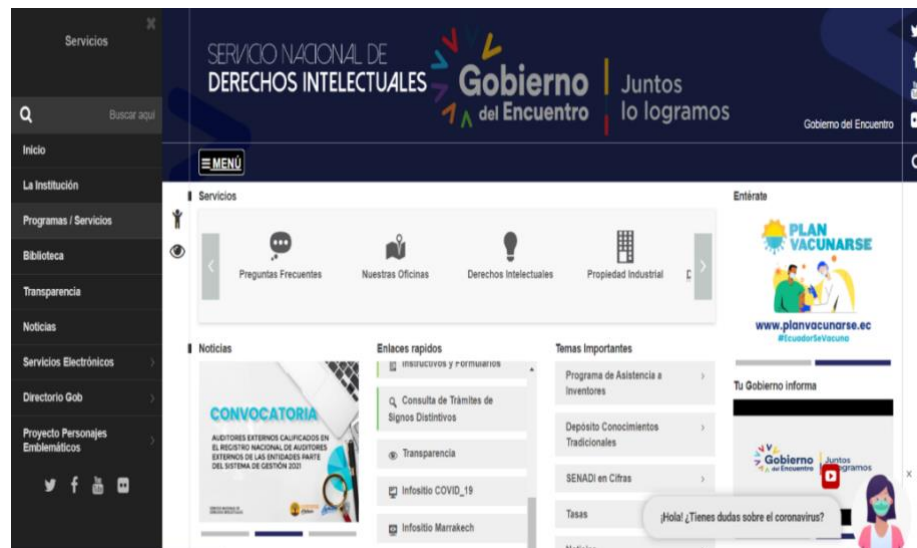 Servicios
Buscar aquí
Inicio
La Institución
Programas / Servicios
Biblioteca
Transparencia
Noticias
Servicios Electrónicos
Directorio Gob
Proyecto Personajes
Emblemáticos
SERVICIO NACIONAL DE
DERECHOS INTELECTUALES
Gobierno
del Encuentro
Juntos
lo logramos
Gobierno del Encuentro
MENÚ
Servicios
Preguntas Frecuentes
Nuestras Oficinas
Derechos Intelectuales
Propiedad Industrial
Noticias
CONVOCATORIA
AUDITORES EXTERNOS CALIFICADOS EN
EL REGISTRO NACIONAL DE AUDITORES
EXTERNOS DE LAS ENTIDADES PARTE
DEL SISTEMA DE GESTIÓN 2021
Enlaces rapidos
Instructivos y Formularios
Consulta de Trámites de
Signos Distintivos
Transparencia
Infositio COVID_19
Infositio Marrakech
Temas Importantes
Programa de Asistencia a
Inventores
Depósito Conocimientos
Tradicionales
SENADI en Cifras
Tasas
Entérate
PLAN
VACUNARSE
www.planvacunarse.ec
#EcuadorSeVacuna
Tu Gobierno informa
Gobierno
del Encuentro
Juntos
logramos
¡Hola! ¿Tienes dudas sobre el coronavirus?
x